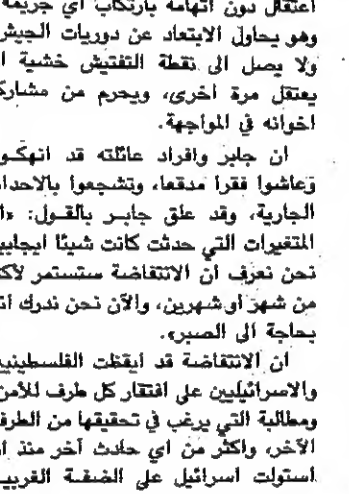 اعتقال دون اتهامه بارتكاب اي جريمة
وهو يحاول الابتعاد عن دوريات الجيش
ولا يصل الى نقطة التفتيش خشية ا
يعتقل مرة اخرى، ويحرم من مشارك
اخوانه في المواجهة.
ان جابر وافراد عائلته قد انهكو
وعاشوا فقرا مدقعا، وتشجعوا بالاحدا
الجارية، وقد علق جابر بالقول: «ا
المتغيرات التي حدثت كانت شيئا ايجابي
نحن نعرف ان الانتفاضة ستستمر لأكث
من شهر او شهرين، والآن نحن ندرك انن
بحاجة الى الصبر».
ان الانتفاضة قد ايقظت الفلسطينيي
والاسرائيليين على افتقار كل طرف للأمن
ومطالبة التي يرغب في تحقيقها من الطرف
الآخر، واكثر من اي حادث آخر منذ ان
استولت اسرائيل على الضفة الغربيـ